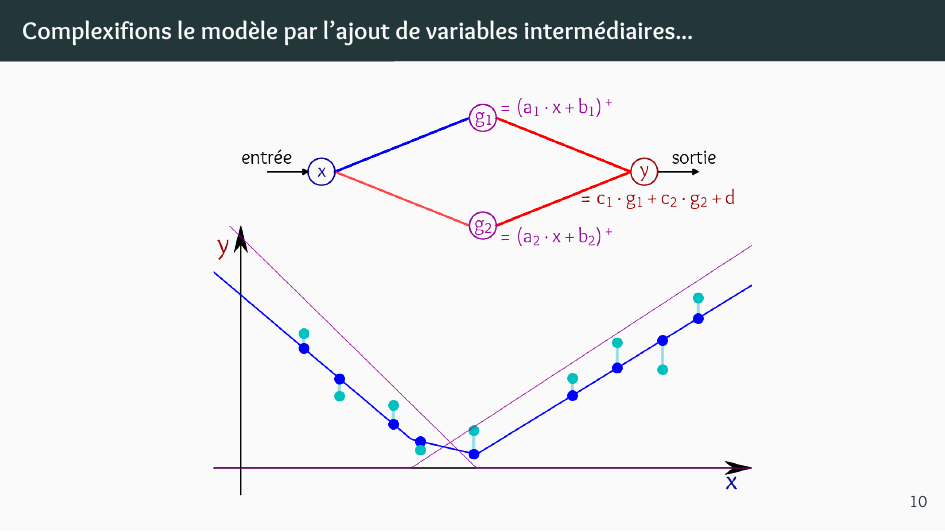 Complexifions le modèle par l'ajout de variables intermédiaires...
g₁ = (a₁ · x + b₁)⁺
entrée x y sortie
= c₁ · g₁ + c₂ · g₂ + d
g₂ = (a₂ · x + b₂)⁺
y
x
10